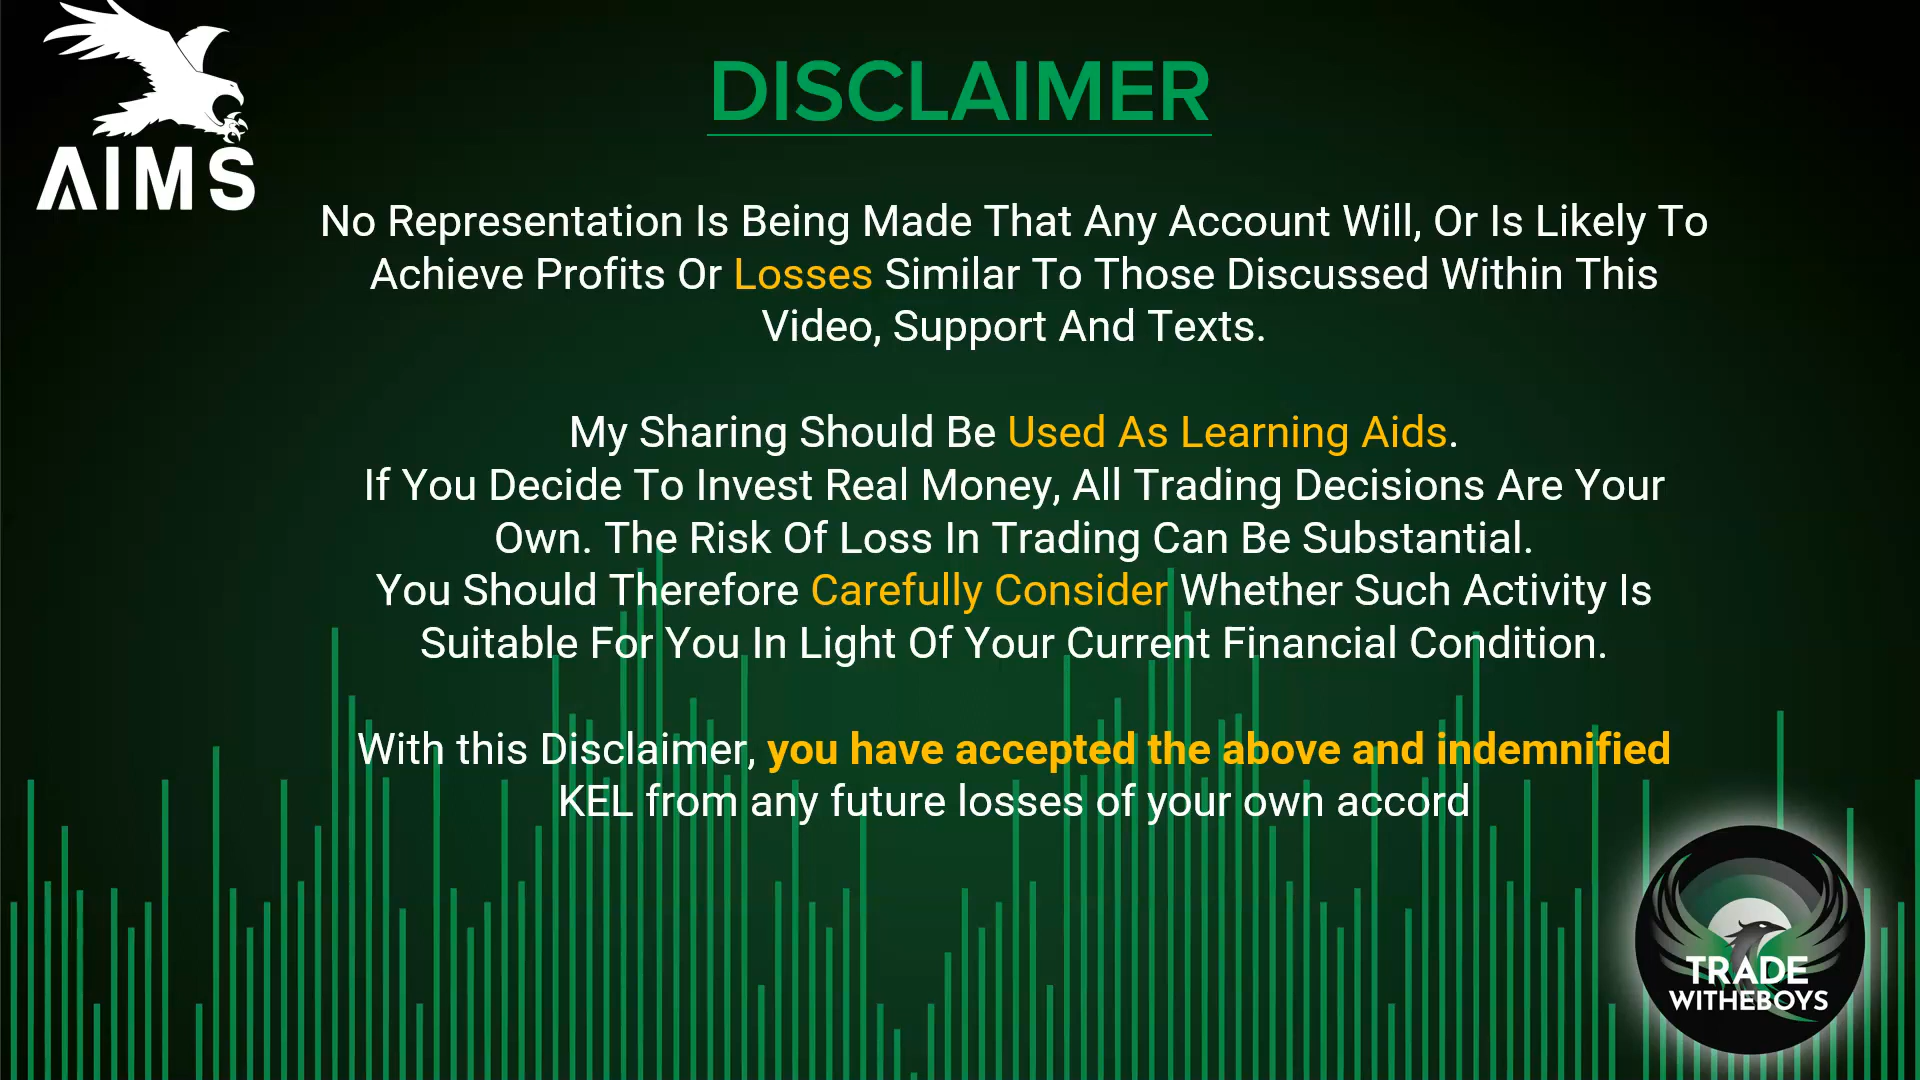 AIMS
DISCLAIMER
No Representation Is Being Made That Any Account Will, Or Is Likely To
Achieve Profits Or Losses Similar To Those Discussed Within This
Video, Support And Texts.
My Sharing Should Be Used As Learning Aids.
If You Decide To Invest Real Money, All Trading Decisions Are Your
Own. The Risk Of Loss In Trading Can Be Substantial.
You Should Therefore Carefully Consider Whether Such Activity Is
Suitable For You In Light Of Your Current Financial Condition.
With this Disclaimer, you have accepted the above and indemnified
KEL from any future losses of your own accord
TRADE
WITHEBOYS